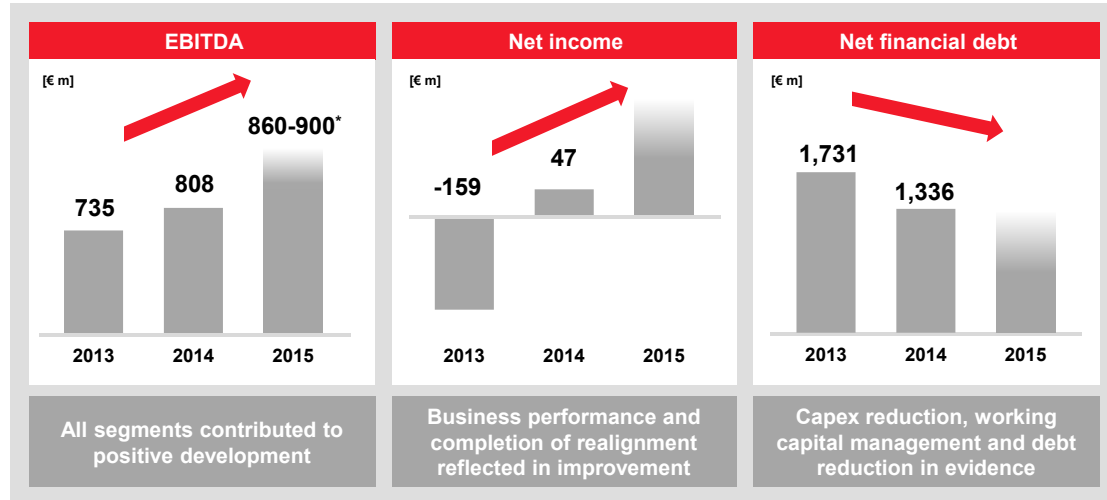 EBITDA
[€ m]
735
808
860-900*
2013
2014
2015
All segments contributed to
positive development
Net income
[€ m]
-159
47
2013
2014
2015
Business performance and
completion of realignment
reflected in improvement
Net financial debt
[€ m]
1,731
1,336
2013
2014
2015
Capex reduction, working
capital management and debt
reduction in evidence